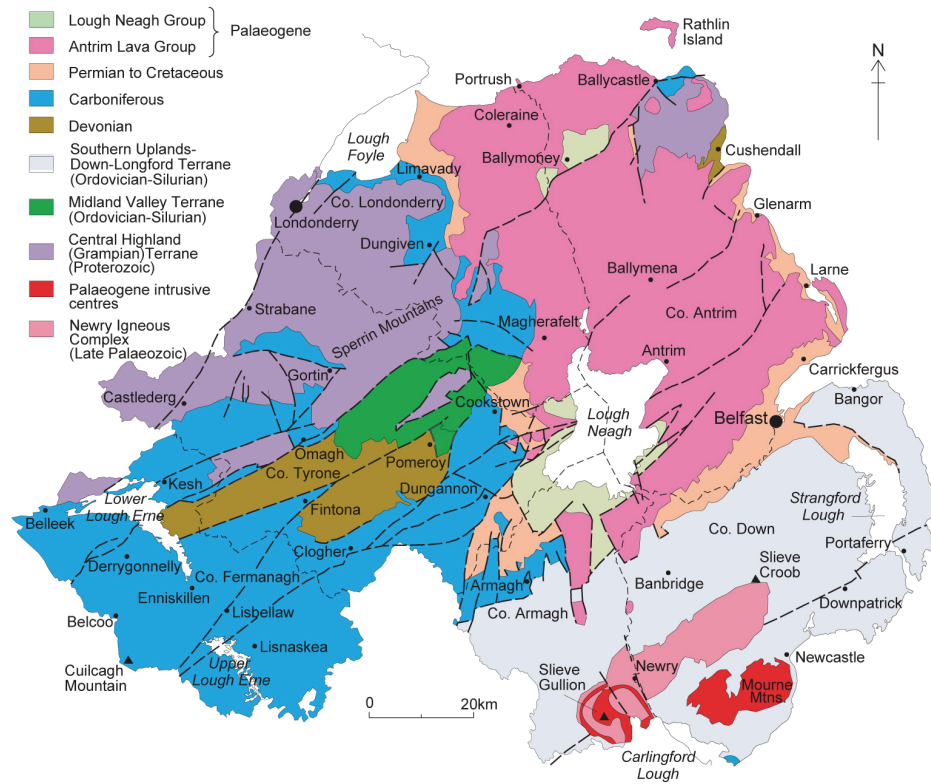 Lough Neagh Group
Antrim Lava Group
Palaeogene
Permian to Cretaceous
Carboniferous
Devonian
Southern Uplands-
Down-Longford Terrane
(Ordovician-Silurian)
Midland Valley Terrane
(Ordovician-Silurian)
Central Highland
(Grampian)Terrane
(Proterozoic)
Palaeogene intrusive
centres
Newry Igneous
Complex
(Late Palaeozoic)
Rathlin
Island
N
Portrush
Ballycastle
Coleraine
Lough
Foyle
Ballymoney
Cushendall
Limavady
Co. Londonderry
Londonderry
Glenarm
Dungiven
Ballymena
Larne
Strabane
Sperrin Mountains
Magherafelt
Co. Antrim
Antrim
Gortin
Carrickfergus
Castlederg
Bangor
Cookstown
Lough
Neagh
Belfast
Omagh
Co. Tyrone
Pomeroy
Kesh
Dungannon
Lower
Lough Erne
Strangford
Lough
Belleek
Fintona
Co. Down
Clogher
Portaferry
Derrygonnelly
Slieve
Croob
Co. Fermanagh
Armagh
Banbridge
Enniskillen
Downpatrick
Co. Armagh
Belcoo
Lisbellaw
Lisnaskea
Newcastle
Cuilcagh
Mountain
Upper
Lough Erne
Slieve
Gullion
Newry
Mourne
Mtns.
0
20km
Carlingford
Lough